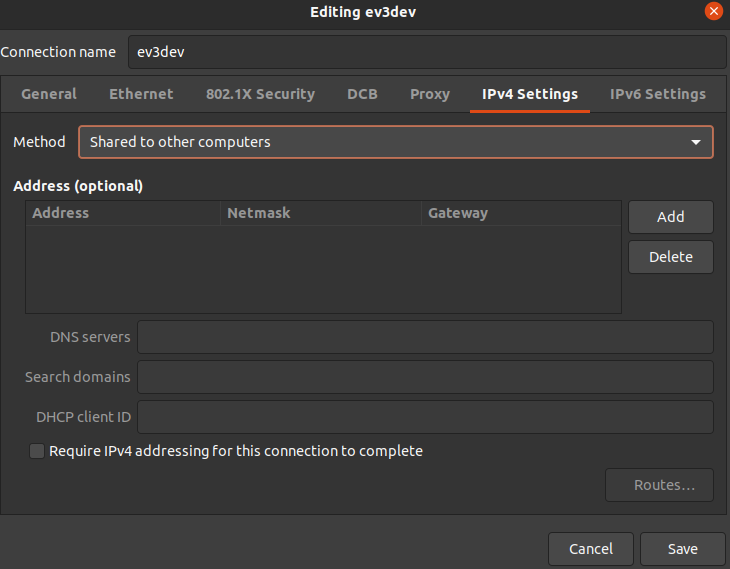 Editing ev3dev
Connection name ev3dev
General Ethernet 802.1X Security DCB Proxy IPv4 Settings IPv6 Settings
Method Shared to other computers
Address (optional)
Address Netmask Gateway
Add
Delete
DNS servers
Search domains
DHCP client ID
Require IPv4 addressing for this connection to complete
Routes…
Cancel Save